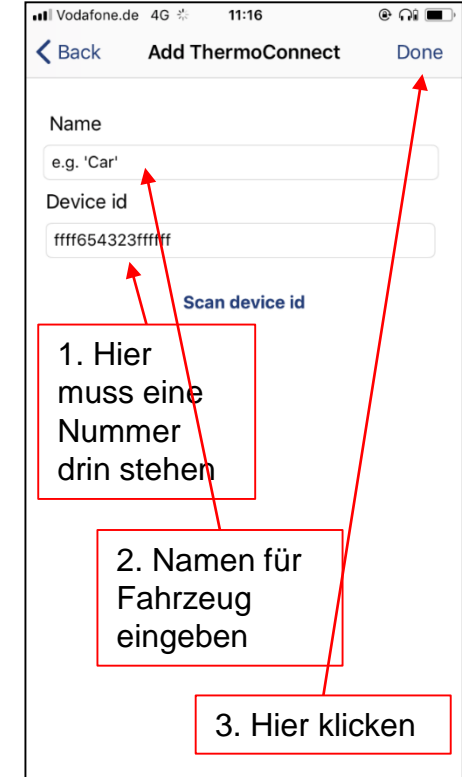 Vodafone.de 4G 11:16
Back Add ThermoConnect Done
Name
e.g. 'Car'
Device id
ffff654323ffffff
Scan device id
1. Hier
muss eine
Nummer
drin stehen
2. Namen für
Fahrzeug
eingeben
3. Hier klicken